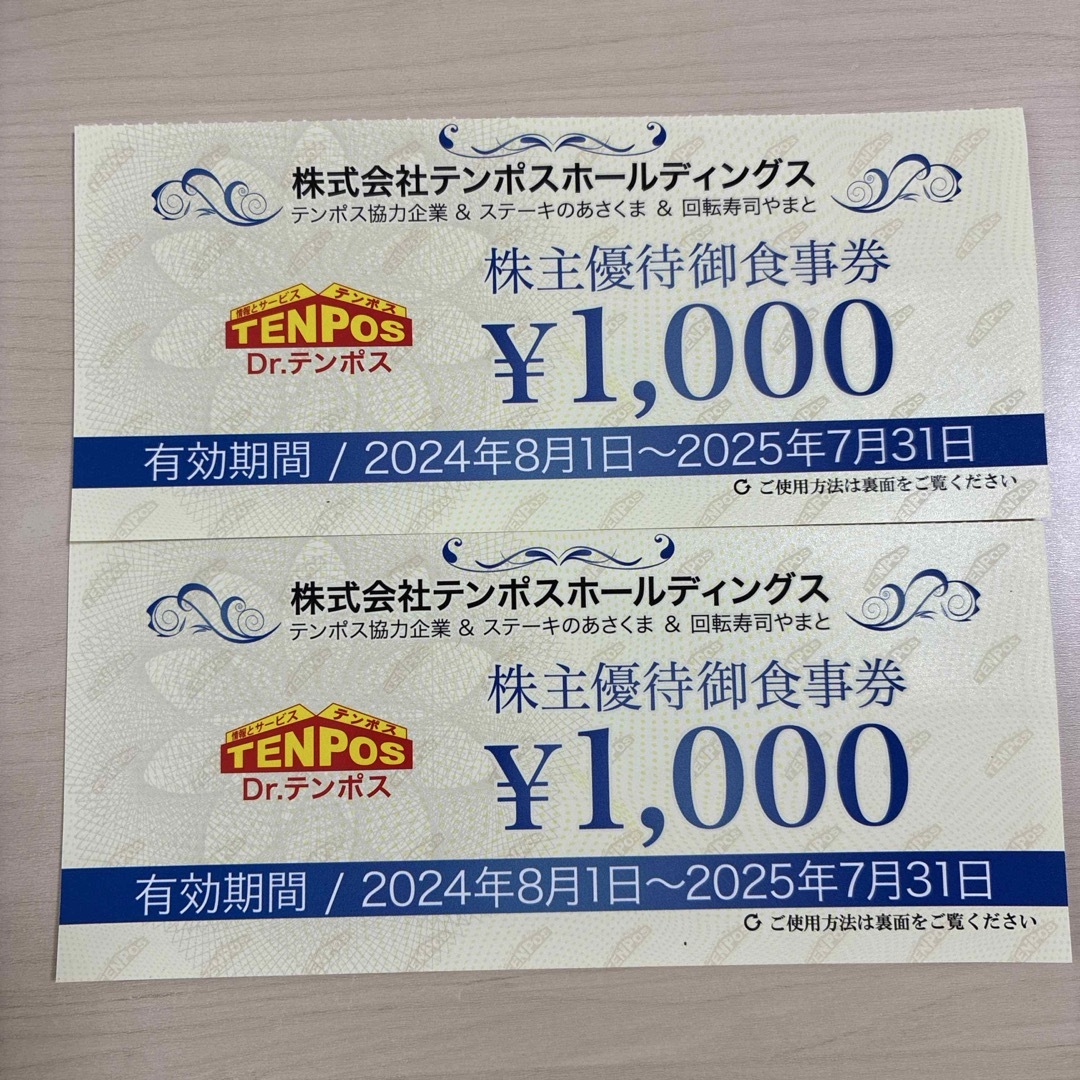 株式会社テンポスホールディングス
テンポス協力企業 & ステーキのあさくま & 回転寿司やまと
株主優待御食事券
情報とサービス
テンポス
TENPOS
Dr.テンポス
¥1,000
有効期間 / 2024年8月1日～2025年7月31日
ご使用方法は裏面をご覧ください
株式会社テンポスホールディングス
テンポス協力企業 & ステーキのあさくま & 回転寿司やまと
株主優待御食事券
情報とサービス
テンポス
TENPOS
Dr.テンポス
¥1,000
有効期間 / 2024年8月1日～2025年7月31日
ご使用方法は裏面をご覧ください